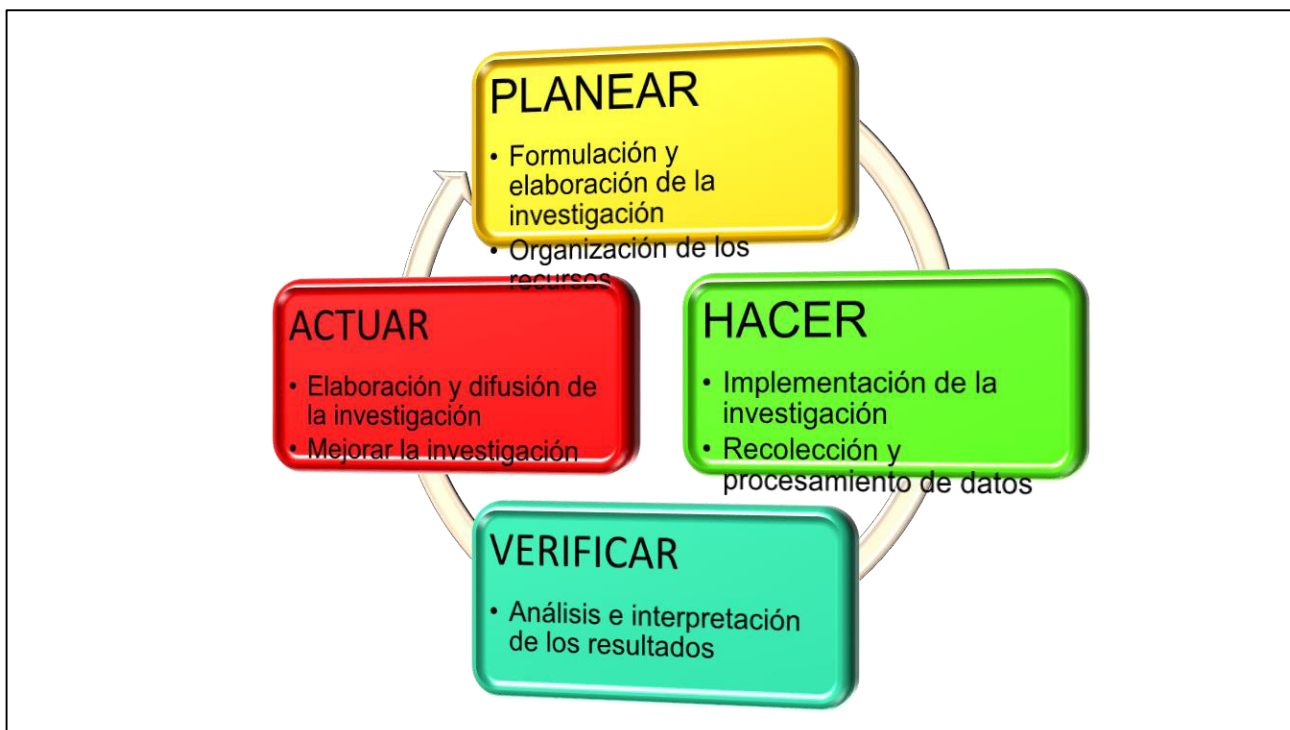 PLANEAR
• Formulación y
elaboración de la
investigación
• Organización de los
recursos
HACER
• Implementación de la
investigación
• Recolección y
procesamiento de datos
VERIFICAR
• Análisis e interpretación
de los resultados
ACTUAR
• Elaboración y difusión de
la investigación
• Mejorar la investigación